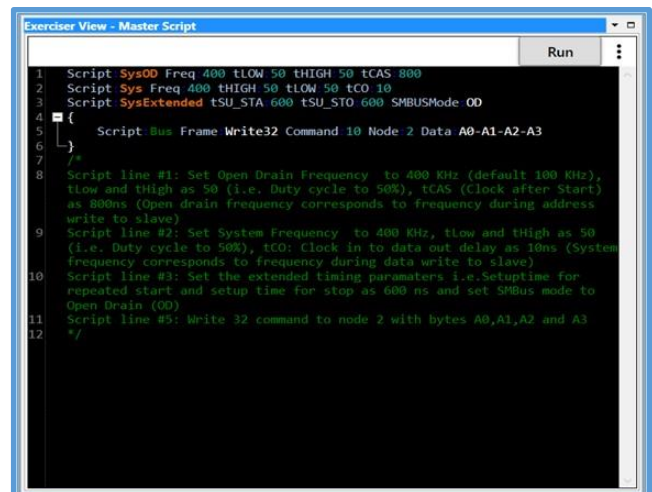 Exerciser View - Master Script
Run
1 Script:SysOD Freq:400 tLOW:50 tHIGH:50 tCAS:800
2 Script:Sys Freq:400 tHIGH:50 tLOW:50 tCO:10
3 Script:SysExtended tSU_STA:600 tSU_STO:600 SMBUSMode:OD
4 {
5 Script:Bus Frame:Write32 Command:10 Node:2 Data:A0-A1-A2-A3
6 }
7 /*
8 Script line #1: Set Open Drain Frequency to 400 KHz (default 100 KHz),
tLow and tHigh as 50 (i.e. Duty cycle to 50%), tCAS (Clock after Start)
as 800ns (Open drain frequency corresponds to frequency during address
write to slave)
9 Script line #2: Set System Frequency to 400 KHz, tLow and tHigh as 50
(i.e. Duty cycle to 50%), tCO: Clock in to data out delay as 10ns (System
frequency corresponds to frequency during data write to slave)
10 Script line #3: Set the extended timing paramaters i.e.Setuptime for
repeated start and setup time for stop as 600 ns and set SMBus mode to
Open Drain (OD)
11 Script line #5: Write 32 command to node 2 with bytes A0,A1,A2 and A3
12 */